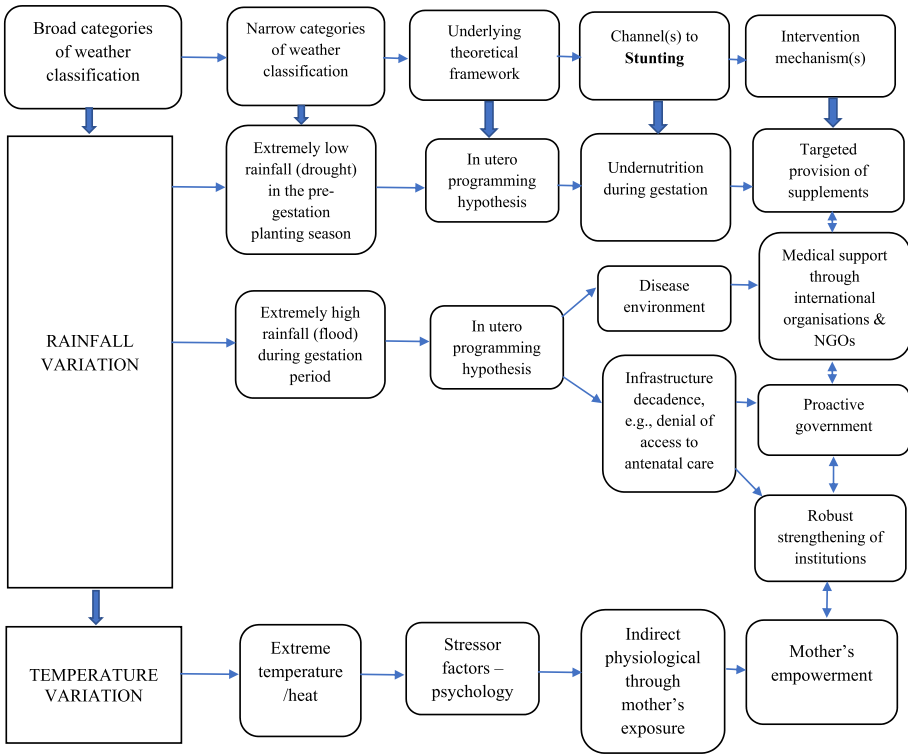 Broad categories
of weather
classification
Narrow categories
of weather
classification
Underlying
theoretical
framework
Channel(s) to
Stunting
Intervention
mechanism(s)
RAINFALL
VARIATION
Extremely low
rainfall (drought)
in the pre-
gestation
planting season
In utero
programming
hypothesis
Undernutrition
during gestation
Targeted
provision of
supplements
Extremely high
rainfall (flood)
during gestation
period
In utero
programming
hypothesis
Disease
environment
Medical support
through
international
organisations &
NGOs
Infrastructure
decadence,
e.g., denial of
access to
antenatal care
Proactive
government
Robust
strengthening of
institutions
TEMPERATURE
VARIATION
Extreme
temperature
/heat
Stressor
factors –
psychology
Indirect
physiological
through
mother's
exposure
Mother's
empowerment